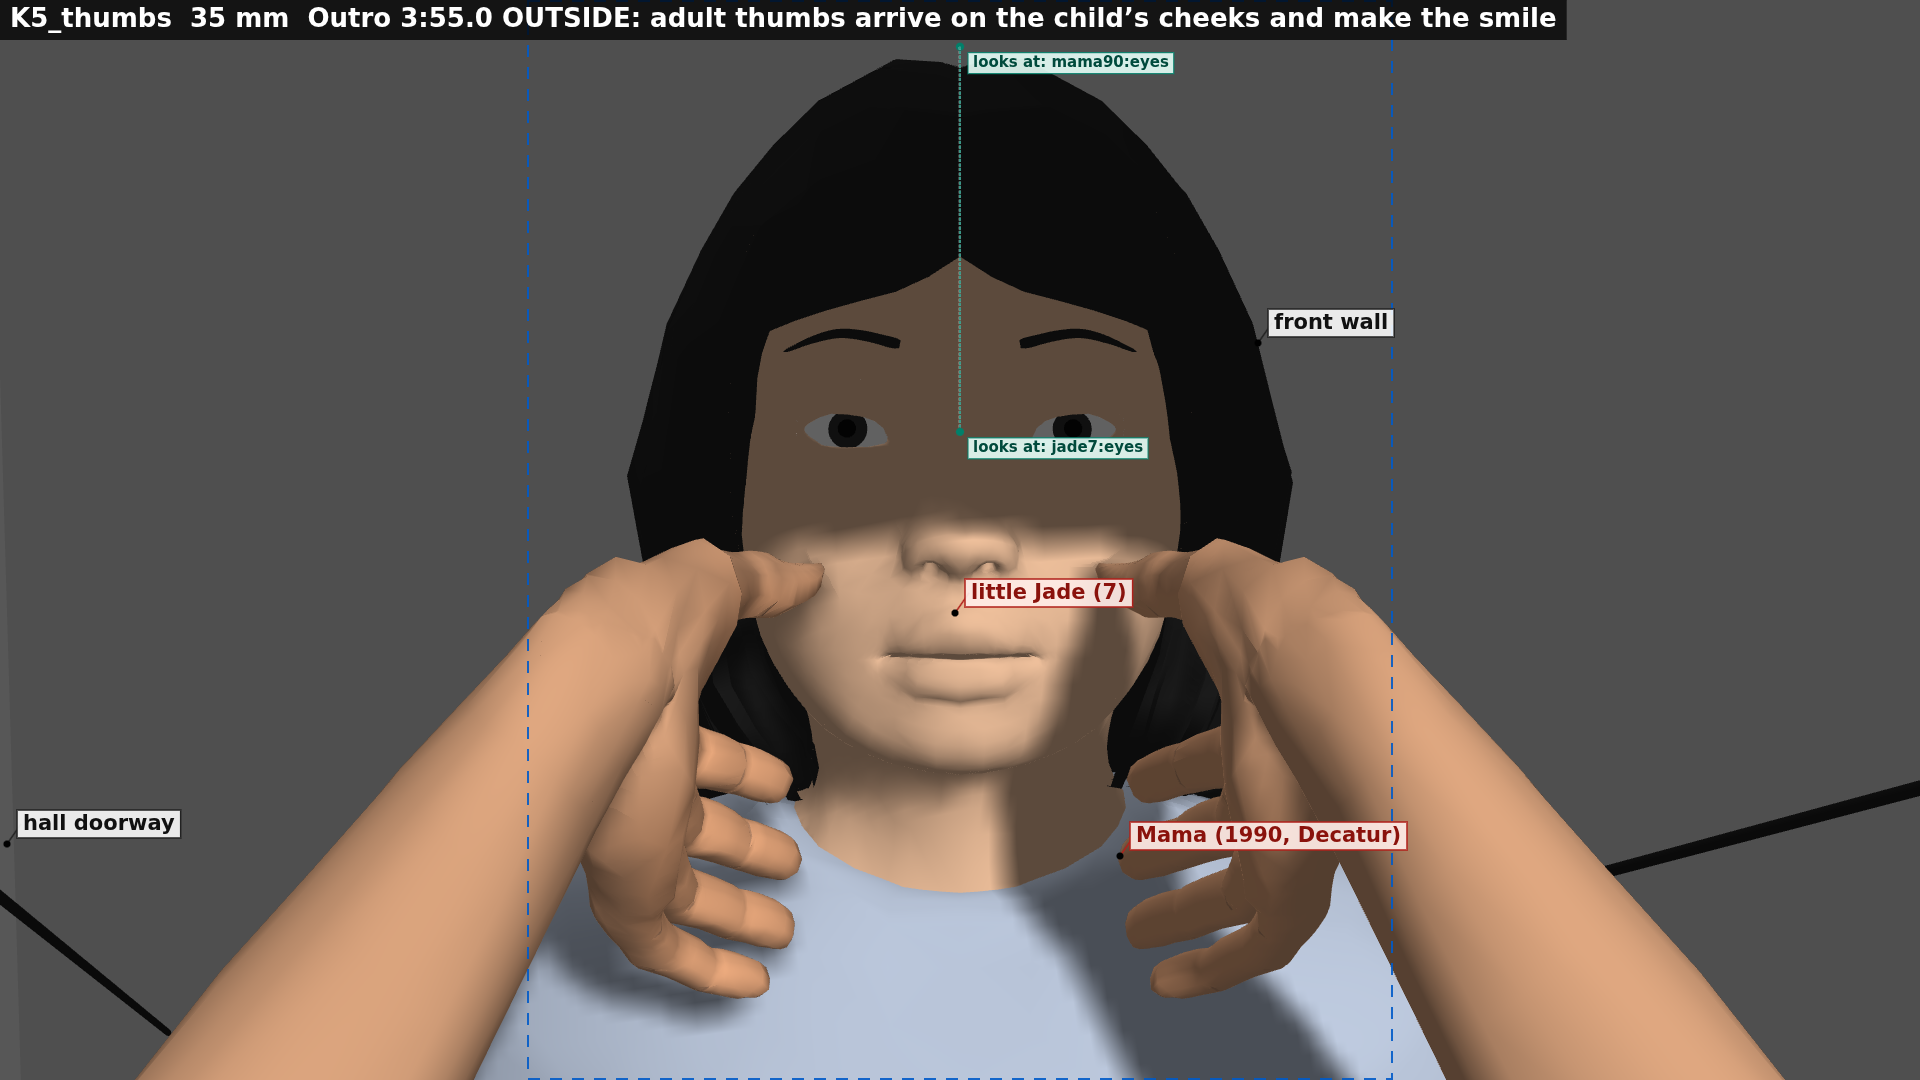 K5_thumbs 35 mm Outro 3:55.0 OUTSIDE: adult thumbs arrive on the child’s cheeks and make the smile
looks at: mama90:eyes
front wall
looks at: jade7:eyes
little Jade (7)
hall doorway
Mama (1990, Decatur)